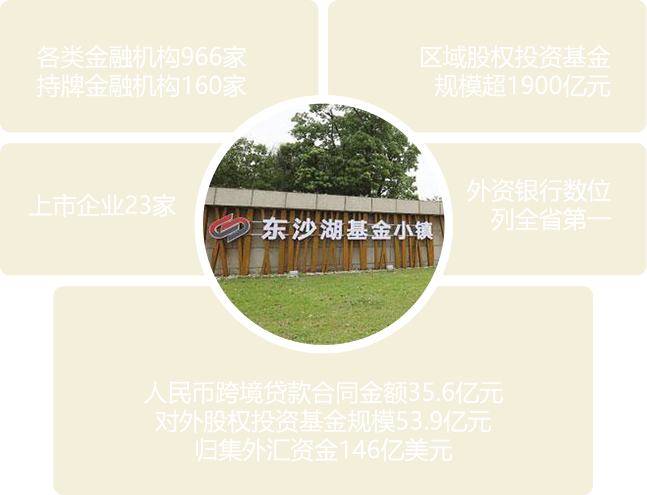 各类金融机构966家
持牌金融机构160家
区域股权投资基金
规模超1900亿元
上市企业23家
外资银行数位
列全省第一
东沙湖基金小镇
人民币跨境贷款合同金额35.6亿元
对外股权投资基金规模53.9亿元
归集外汇资金146亿美元